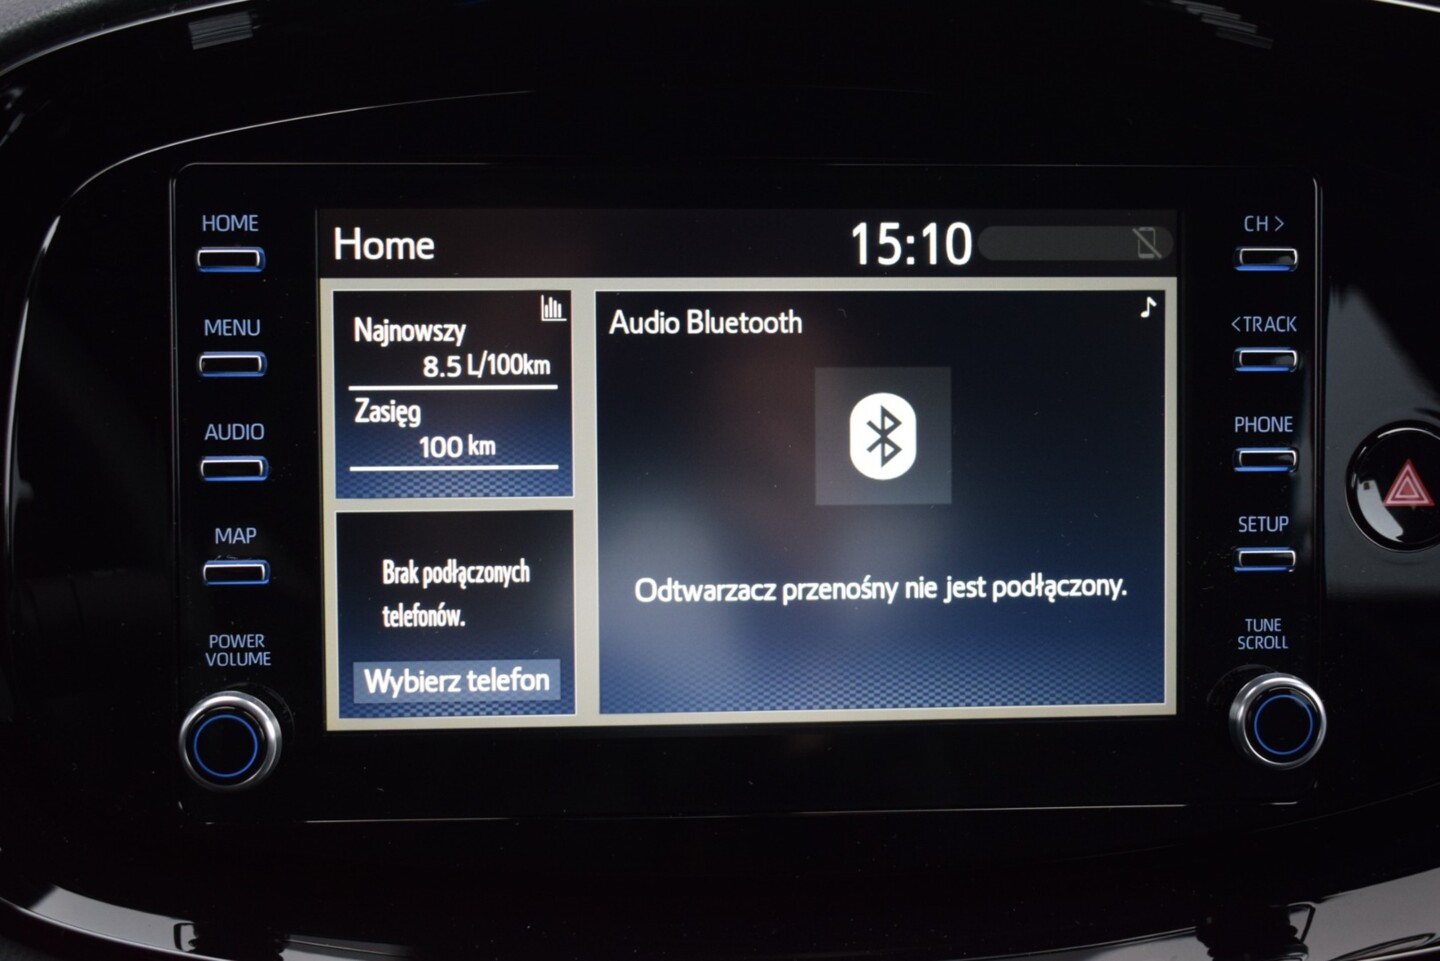 HOME
MENU
AUDIO
MAP
POWER
VOLUME
Home
15:10
Najnowszy
8.5 L/100km
Zasięg
100 km
Brak podłączonych
telefonów.
Wybierz telefon
Audio Bluetooth
Odtwarzacz przenośny nie jest podłączony.
CH >
<TRACK
PHONE
SETUP
TUNE
SCROLL